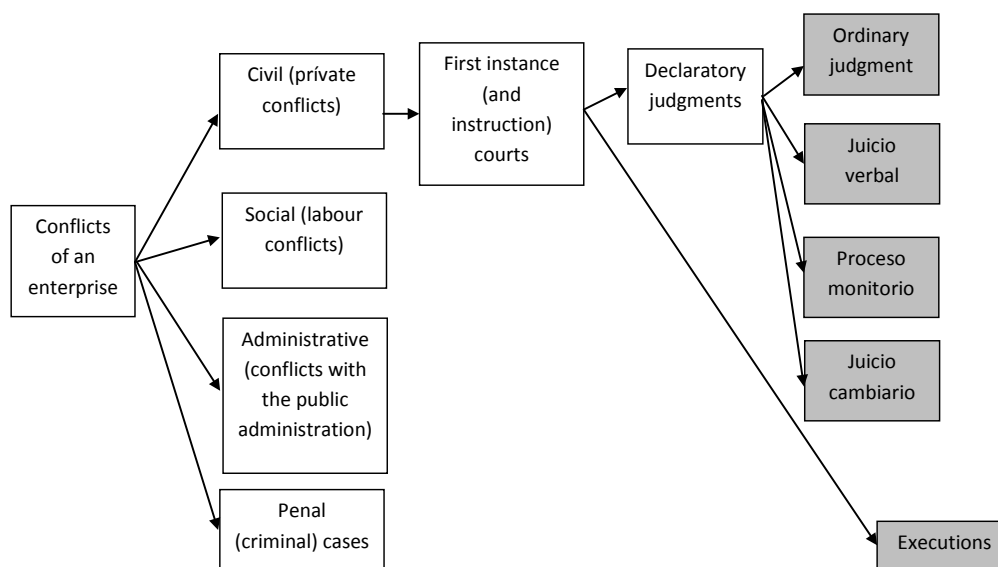 Conflicts
of an
enterprise
Civil (prívate
conflicts)
Social (labour
conflicts)
Administrative
(conflicts with
the public
administration)
Penal
(criminal) cases
First instance
(and
instruction)
courts
Declaratory
judgments
Ordinary
judgment
Juicio
verbal
Proceso
monitorio
Juicio
cambiario
Executions